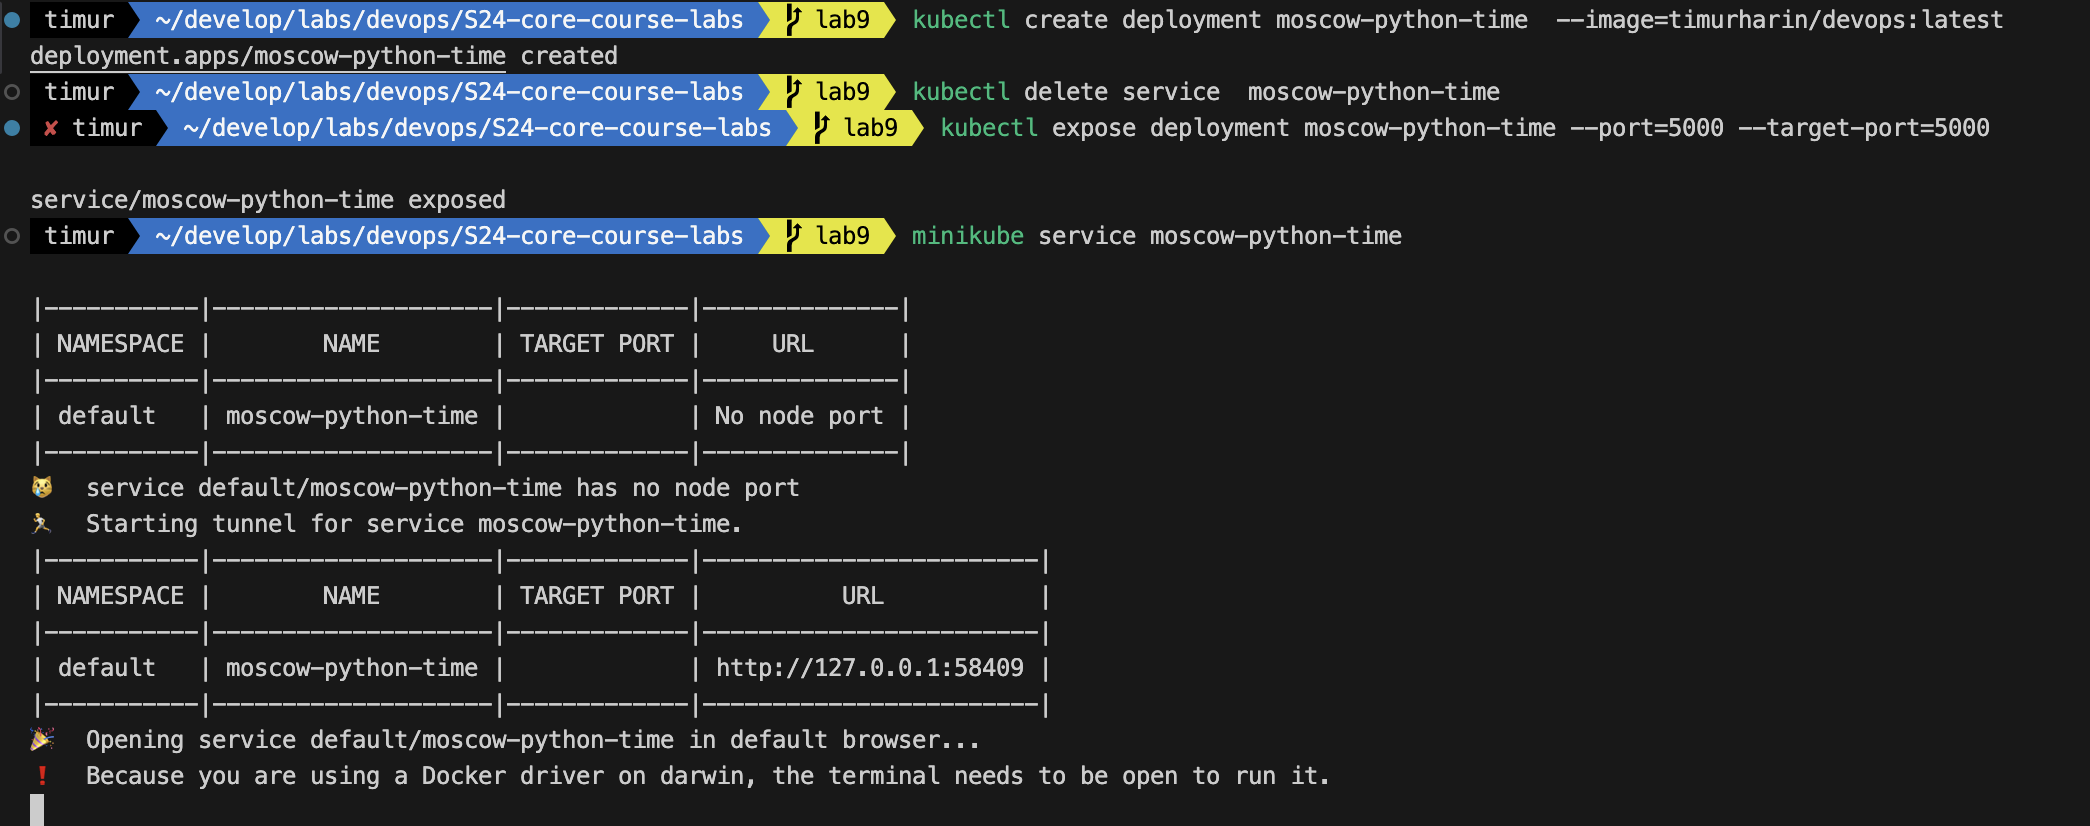 timur ~/develop/labs/devops/S24-core-course-labs lab9 kubectl create deployment moscow-python-time  --image=timurharin/devops:latest
deployment.apps/moscow-python-time created
timur ~/develop/labs/devops/S24-core-course-labs lab9 kubectl delete service  moscow-python-time
✘ timur ~/develop/labs/devops/S24-core-course-labs lab9 kubectl expose deployment moscow-python-time --port=5000 --target-port=5000
service/moscow-python-time exposed
timur ~/develop/labs/devops/S24-core-course-labs lab9 minikube service moscow-python-time
|-----------|--------------------|-------------|--------------|
| NAMESPACE |        NAME        | TARGET PORT |     URL      |
|-----------|--------------------|-------------|--------------|
| default   | moscow-python-time |             | No node port |
|-----------|--------------------|-------------|--------------|
😿  service default/moscow-python-time has no node port
🏃  Starting tunnel for service moscow-python-time.
|-----------|--------------------|-------------|------------------------|
| NAMESPACE |        NAME        | TARGET PORT |          URL           |
|-----------|--------------------|-------------|------------------------|
| default   | moscow-python-time |             | http://127.0.0.1:58409 |
|-----------|--------------------|-------------|------------------------|
🎉  Opening service default/moscow-python-time in default browser...
❗  Because you are using a Docker driver on darwin, the terminal needs to be open to run it.